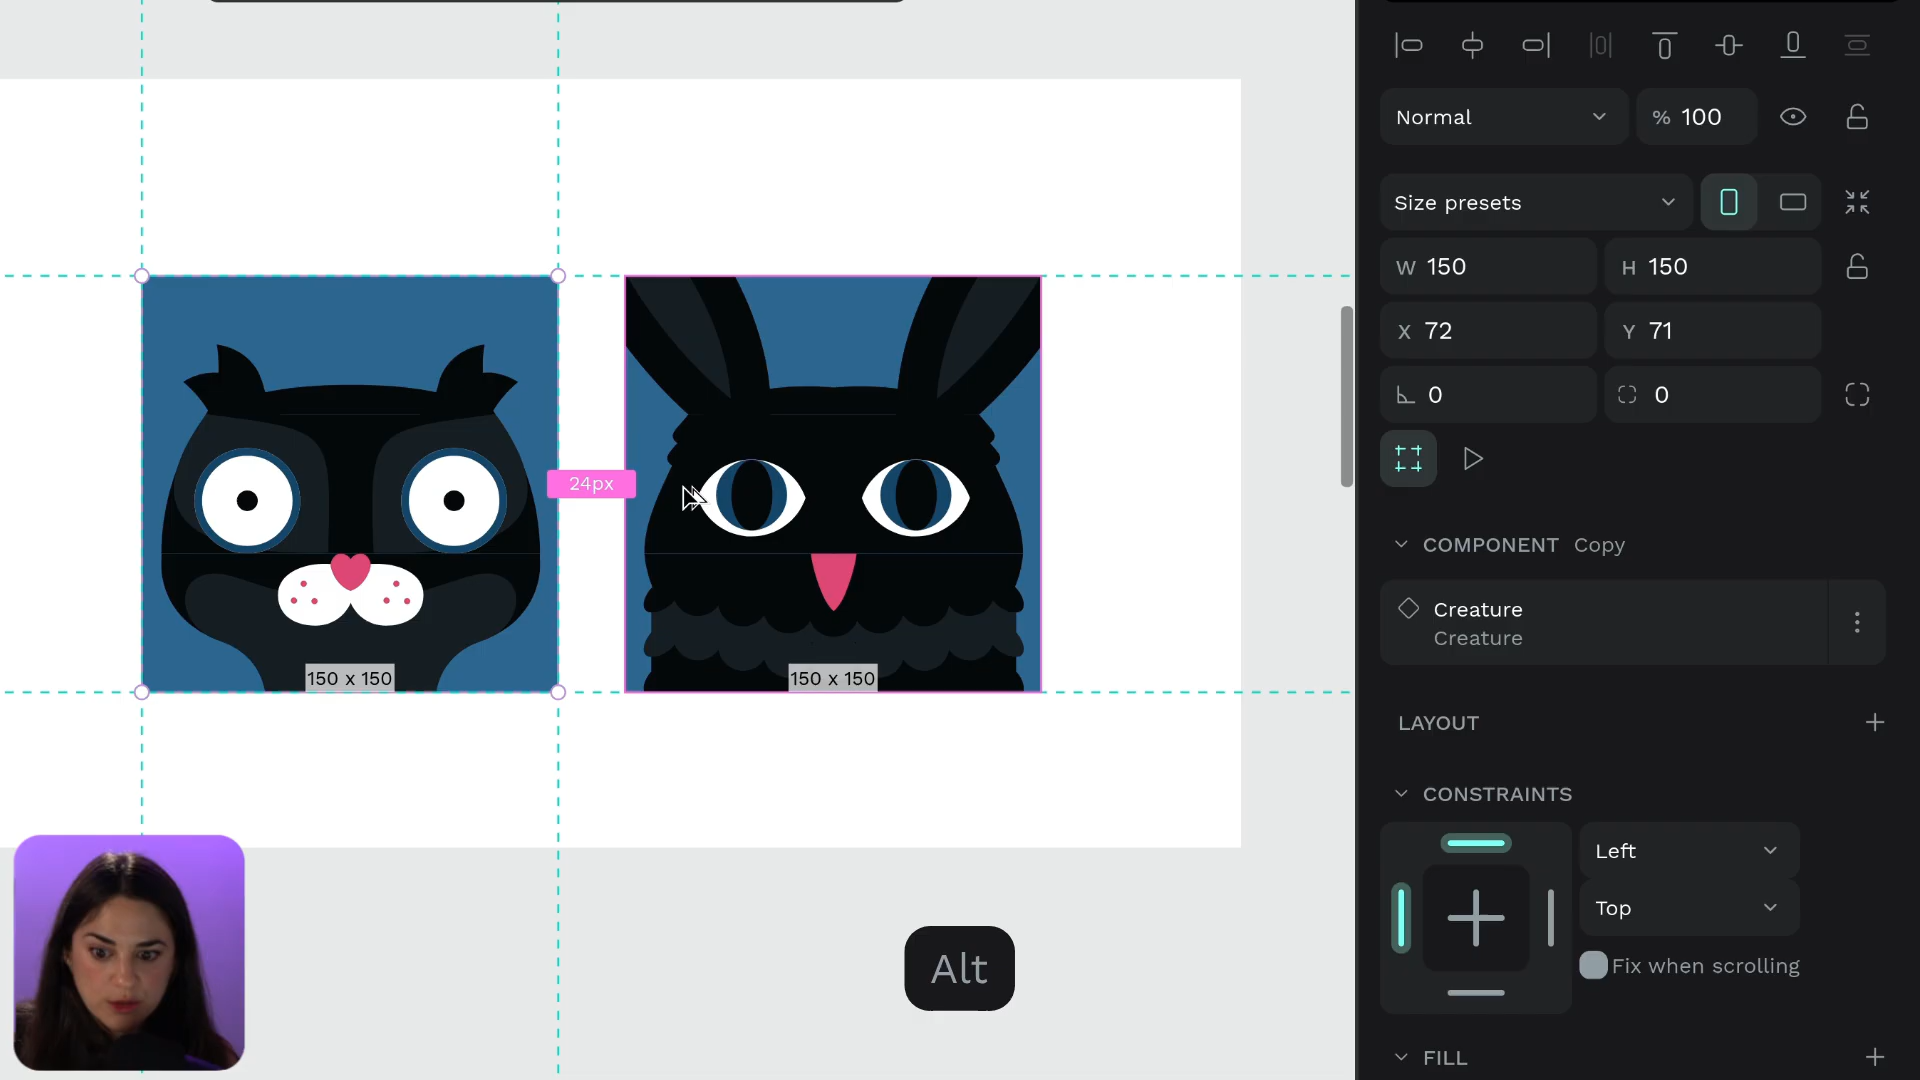 Normal
% 100
Size presets
W 150
H 150
X 72
Y 71
0
0
COMPONENT Copy
Creature
Creature
LAYOUT
CONSTRAINTS
Left
Top
Fix when scrolling
FILL
24px
150 x 150
150 x 150
Alt